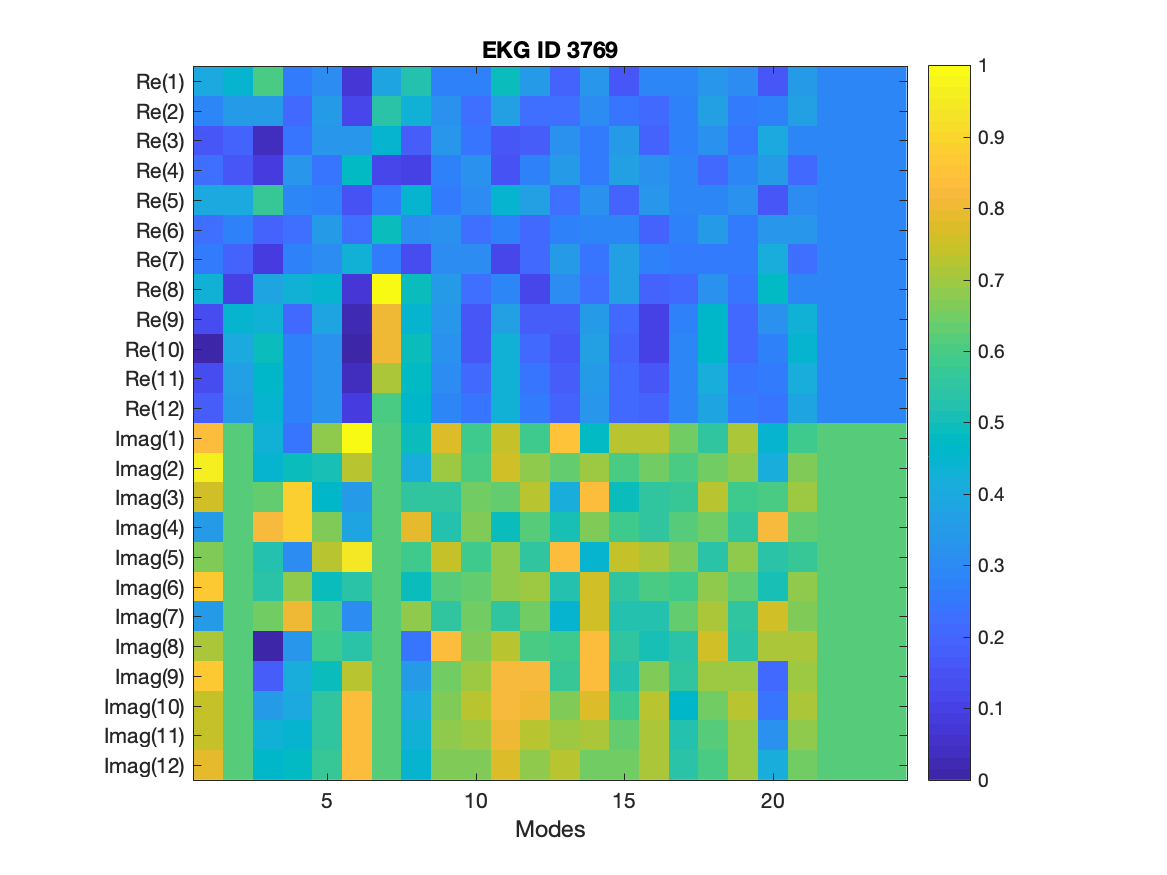 EKG ID 3769
Re(1)
Re(2)
Re(3)
Re(4)
Re(5)
Re(6)
Re(7)
Re(8)
Re(9)
Re(10)
Re(11)
Re(12)
Imag(1)
Imag(2)
Imag(3)
Imag(4)
Imag(5)
Imag(6)
Imag(7)
Imag(8)
Imag(9)
Imag(10)
Imag(11)
Imag(12)
5 10 15 20
Modes
1
0.9
0.8
0.7
0.6
0.5
0.4
0.3
0.2
0.1
0